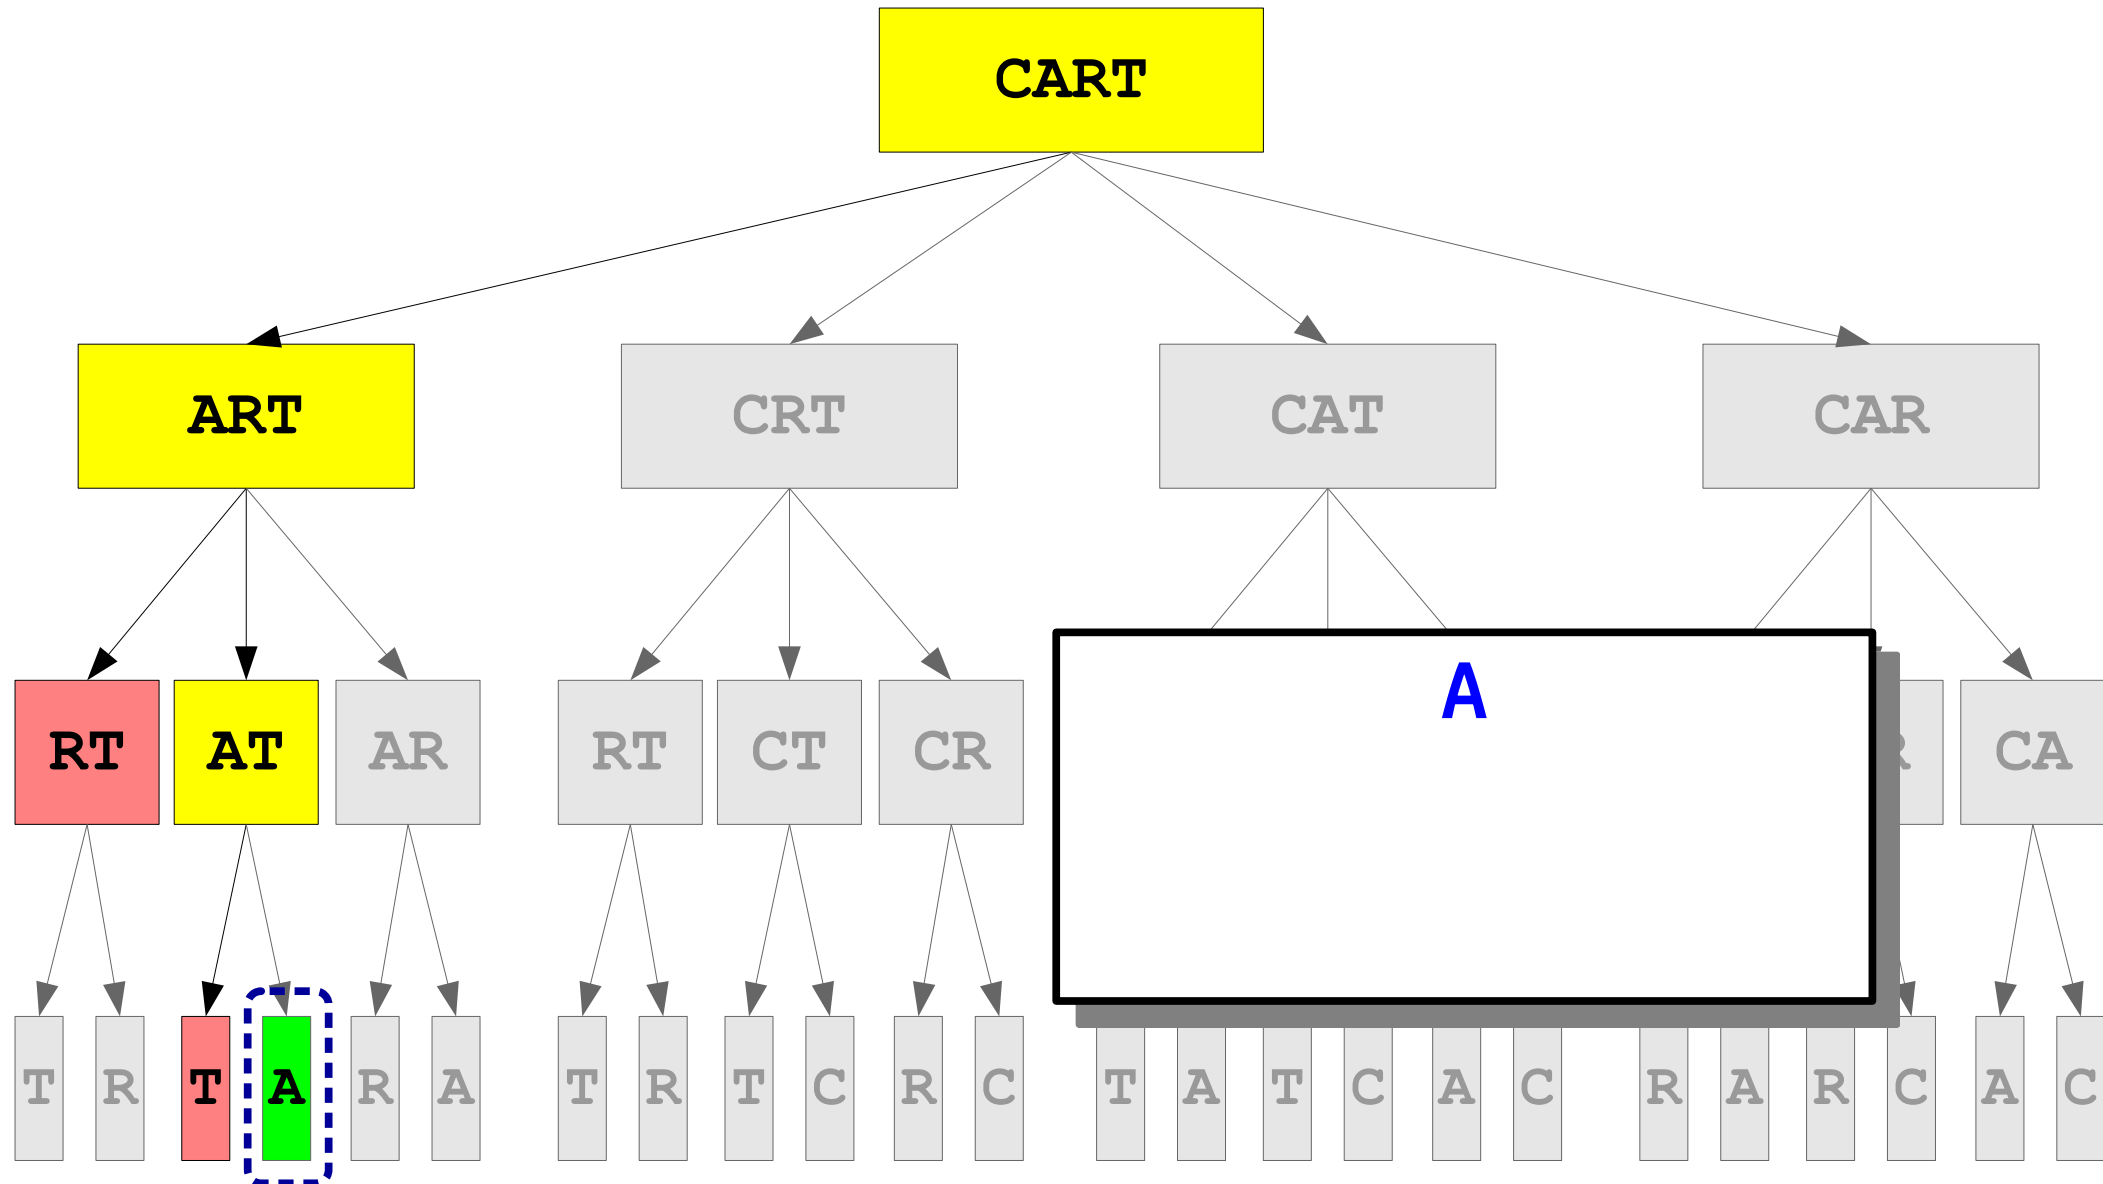 CART
ART CRT CAT CAR
RT AT AR RT CT CR A CA
T R T A R A T R T C R C T A T C A C R A R C A C